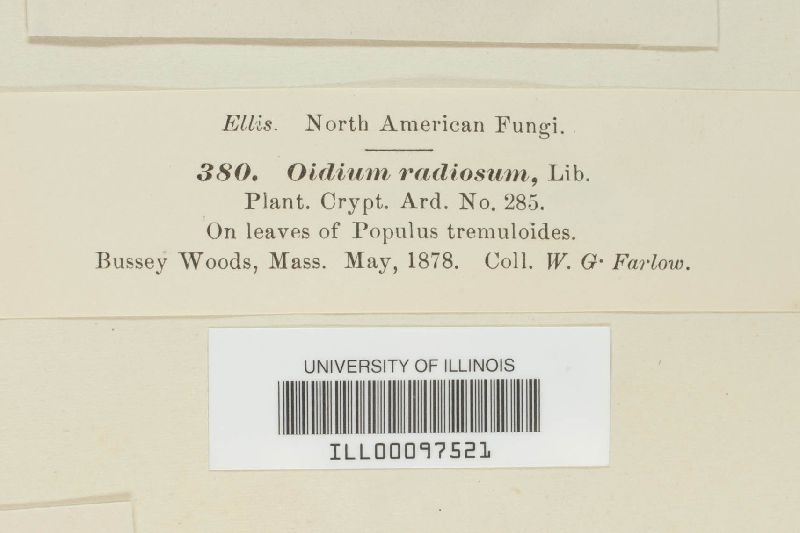 Ellis. North American Fungi.
380. Oidium radiosum, Lib.
Plant. Crypt. Ard. No. 285.
On leaves of Populus tremuloides.
Bussey Woods, Mass. May, 1878. Coll. W. G. Farlow.
UNIVERSITY OF ILLINOIS
ILL00097521